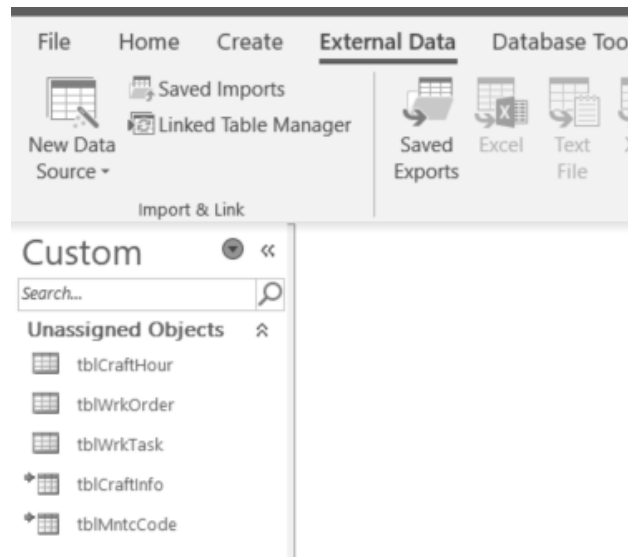 File Home Create External Data Database Too
Saved Imports
Linked Table Manager
New Data
Source
Import & Link
Saved
Exports
Excel
Text
File
Custom
Search...
Unassigned Objects
tblCraftHour
tblWrkOrder
tblWrkTask
tblCraftInfo
tblMntcCode